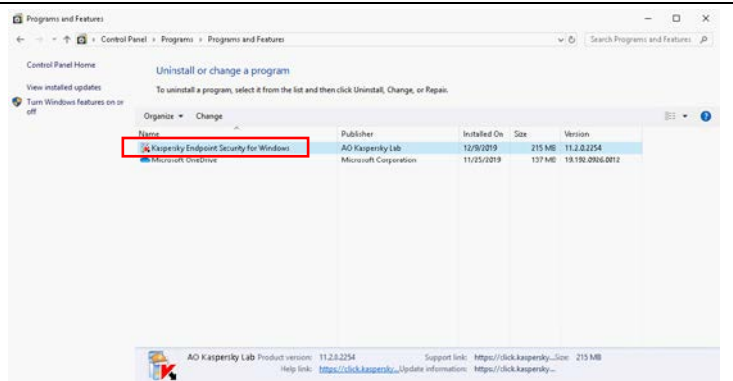 Programs and Features
Control Panel > Programs > Programs and Features
Search Programs and Features
Control Panel Home
View installed updates
Turn Windows features on or
off
Uninstall or change a program
To uninstall a program, select it from the list and then click Uninstall, Change, or Repair.
Organize Change
Name Publisher Installed On Size Version
Kaspersky Endpoint Security for Windows AO Kaspersky Lab 12/9/2019 215 MB 11.2.0.2254
Microsoft OneDrive Microsoft Corporation 11/25/2019 137 MB 19.192.0926.0012
AO Kaspersky Lab Product version: 11.2.0.2254 Support link: https://click.kaspersky... Size: 215 MB
Help link: https://click.kaspersky... Update information: https://click.kaspersky...